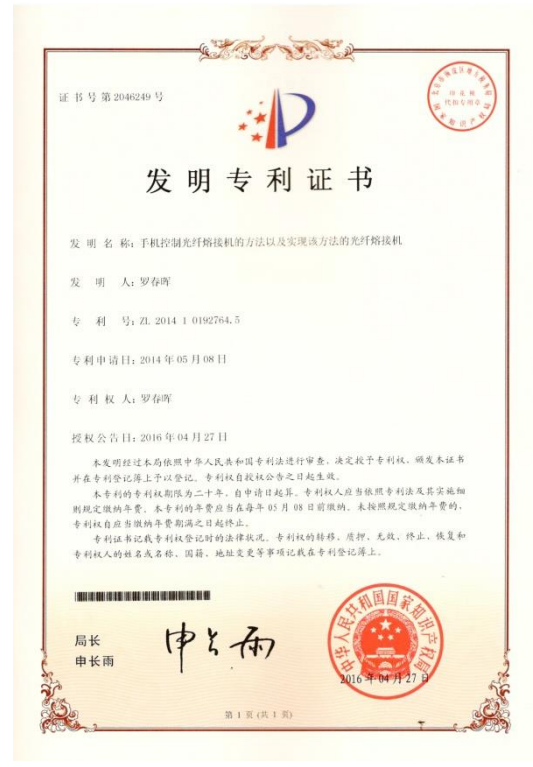 证书号第2046249号
发明专利证书
发 明 名 称：手机控制光纤熔接机的方法以及实现该方法的光纤熔接机
发 明 人：罗春晖
专 利 号：ZL 2014 1 0192764.5
专利申请日：2014年05月08日
专 利 权 人：罗春晖
授权公告日：2016年04月27日
本发明经过本局依照中华人民共和国专利法进行审查，决定授予专利权，颁发本证书
并在专利登记簿上予以登记。专利权自授权公告之日起生效。
本专利的专利权期限为二十年，自申请日起算。专利权人应当依照专利法及其实施细
则规定缴纳年费。本专利的年费应当在每年05月08日前缴纳。未按照规定缴纳年费的，
专利权自应当缴纳年费期满之日起终止。
专利证书记载专利权登记时的法律状况。专利权的转移、质押、无效、终止、恢复和
专利权人的姓名或名称、国籍、地址变更等事项记载在专利登记簿上。
局长
申长雨
申长雨
中华人民共和国国家知识产权局
2016年04月27日
第 1 页 (共 1 页)